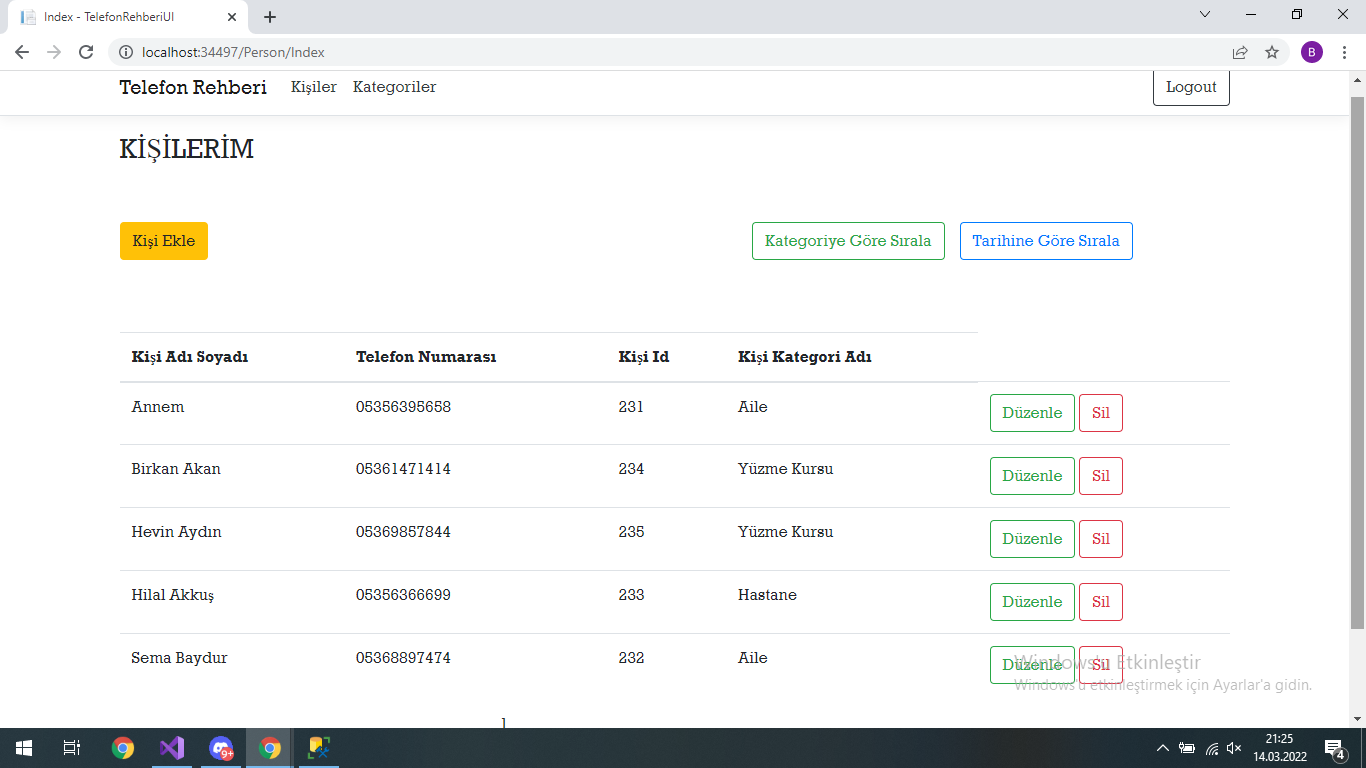 Index - TelefonRehberiUI
localhost:34497/Person/Index
B
Telefon Rehberi Kişiler Kategoriler Logout
KİŞİLERİM
Kişi Ekle Kategoriye Göre Sırala Tarihine Göre Sırala
Kişi Adı Soyadı Telefon Numarası Kişi Id Kişi Kategori Adı
Annem 05356395658 231 Aile Düzenle Sil
Birkan Akan 05361471414 234 Yüzme Kursu Düzenle Sil
Hevin Aydın 05369857844 235 Yüzme Kursu Düzenle Sil
Hilal Akkuş 05356366699 233 Hastane Düzenle Sil
Sema Baydur 05368897474 232 Aile Düzenle Sil
Windows'u Etkinleştir
Windows'u etkinleştirmek için Ayarlar'a gidin.
1
9+
21:25
14.03.2022
4